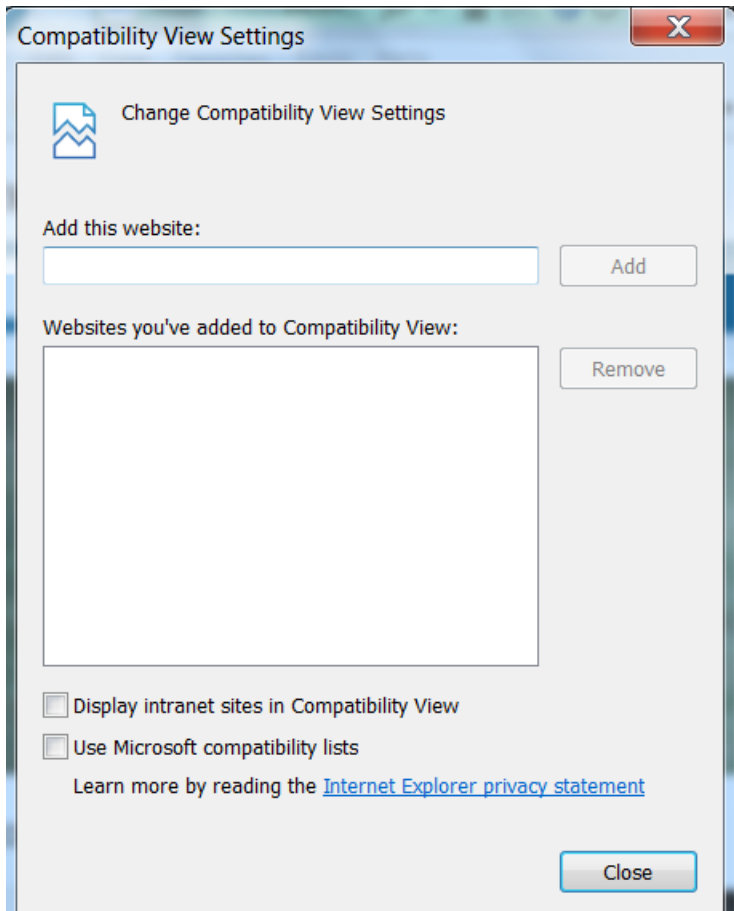 Compatibility View Settings
Change Compatibility View Settings
Add this website:
Add
Websites you've added to Compatibility View:
Remove
Display intranet sites in Compatibility View
Use Microsoft compatibility lists
Learn more by reading the Internet Explorer privacy statement
Close